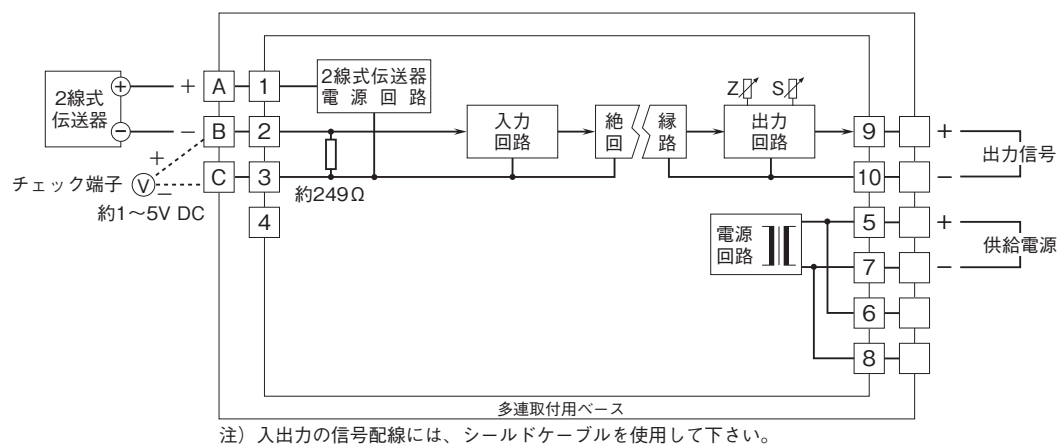 2線式
伝送器
+
−
+
−
A
B
C
1
2
3
4
2線式伝送器
電源回路
約249Ω
チェック端子
V
+
−
約1～5V DC
入力
回路
絶縁
回路
Z
S
出力
回路
9
10
+
−
出力信号
電源
回路
5
7
6
8
+
−
供給電源
多連取付用ベース
注）入出力の信号配線には、シールドケーブルを使用して下さい。